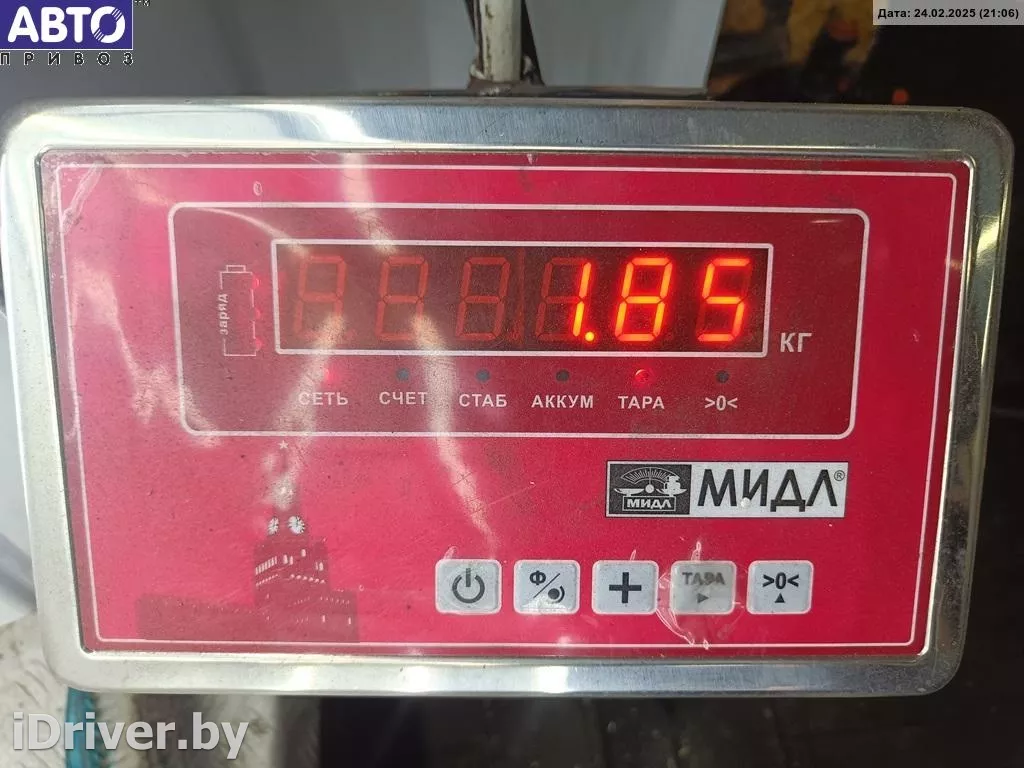 АВТО™
ПРИВОЗ
Дата: 24.02.2025 (21:06)
заряд
1.85
КГ
СЕТЬ СЧЕТ СТАБ АККУМ ТАРА >0<
МИДЛ МИДЛ®
Ф/ + ТАРА >0<
iDriver.by